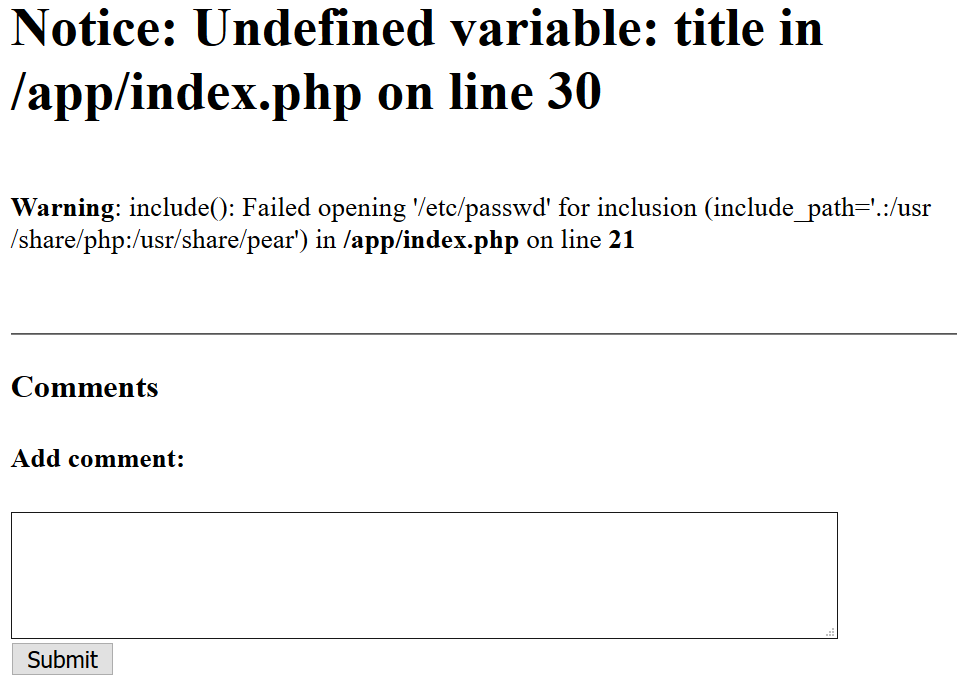 Notice: Undefined variable: title in
/app/index.php on line 30
Warning: include(): Failed opening '/etc/passwd' for inclusion (include_path='.:/usr
/share/php:/usr/share/pear') in /app/index.php on line 21
Comments
Add comment:
Submit